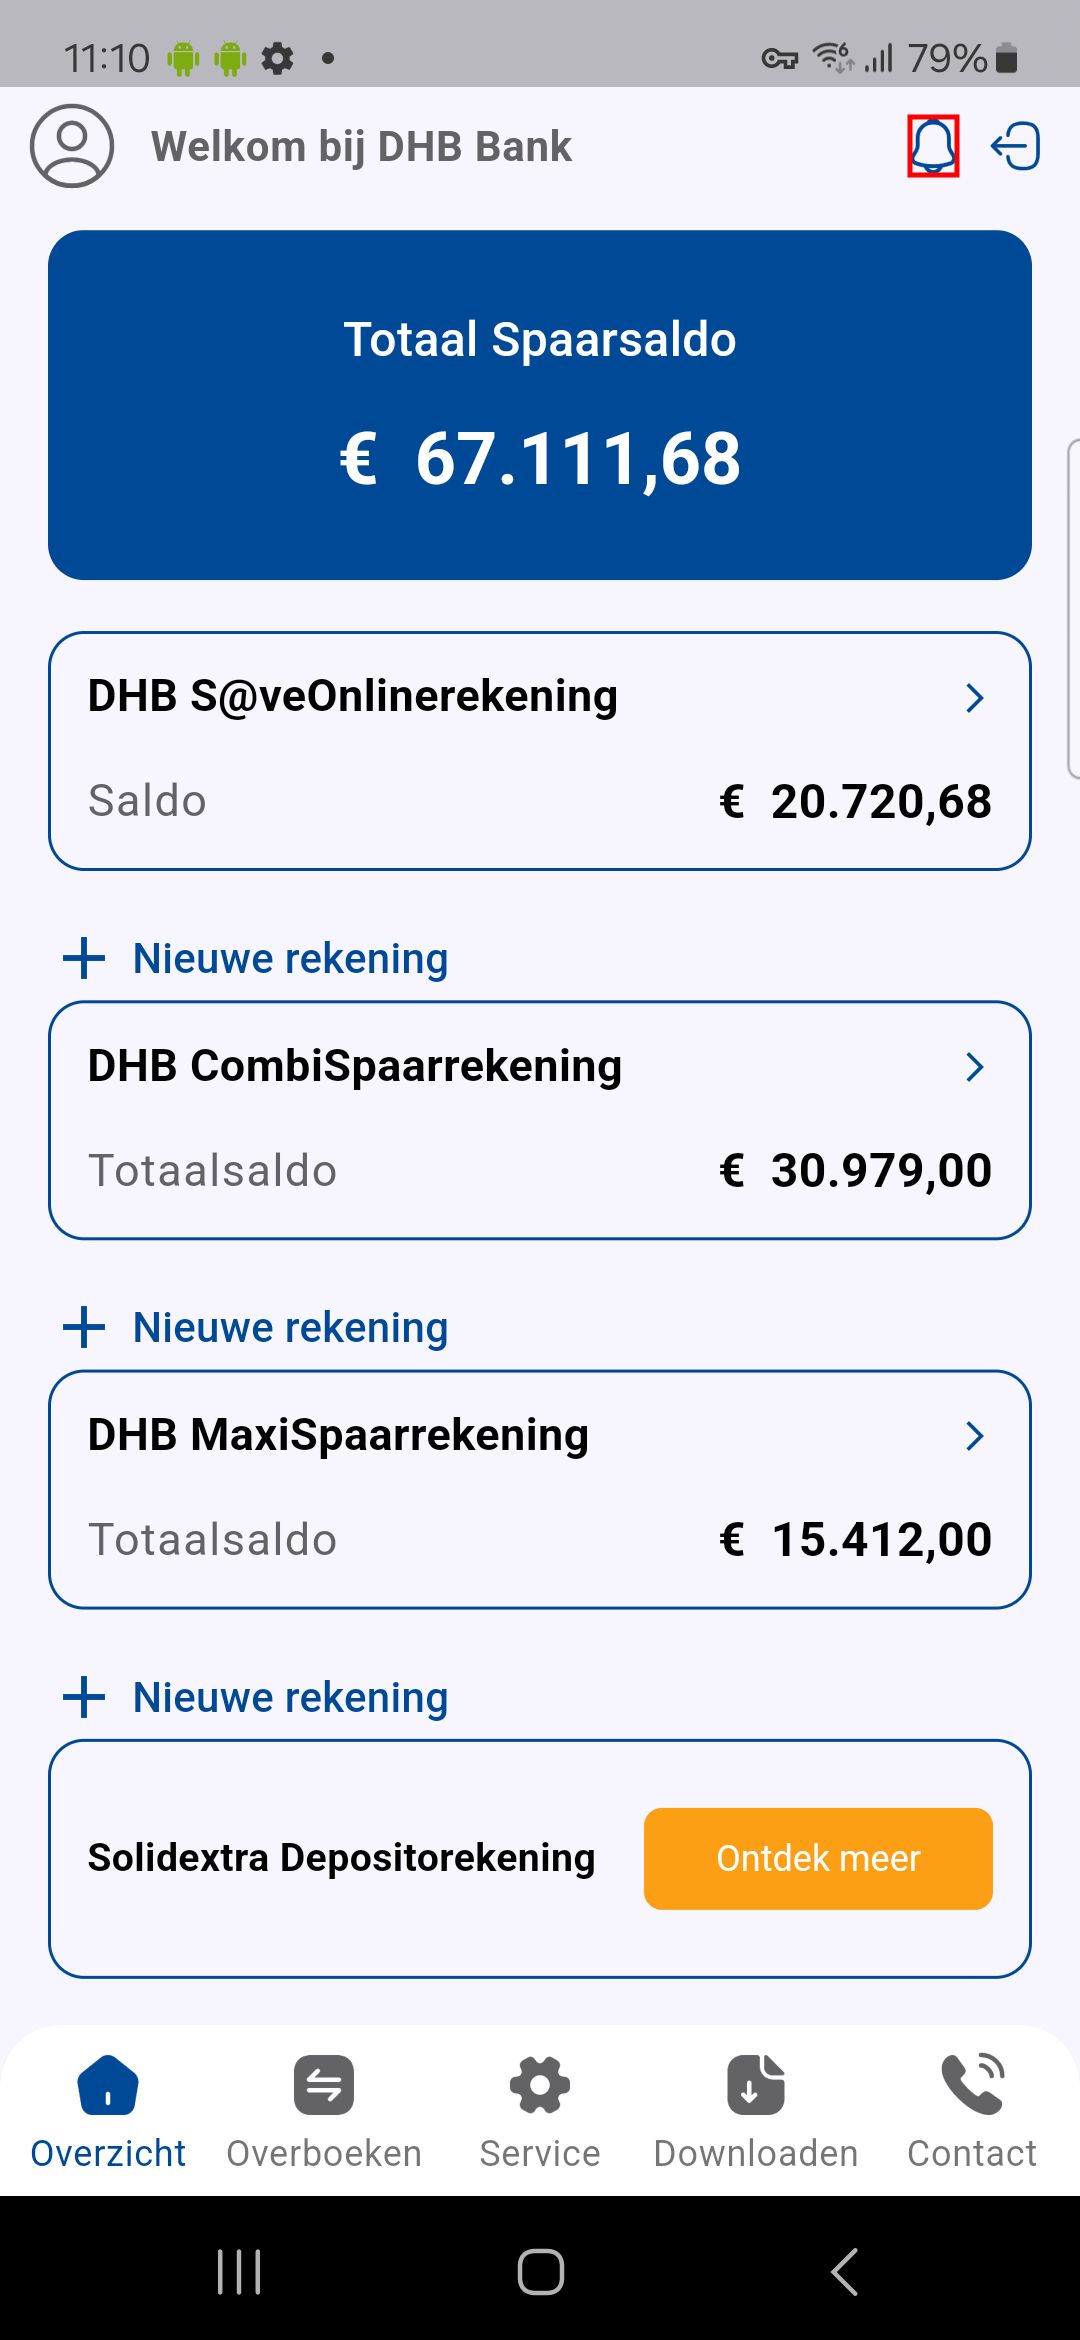 11:10
79%
Welkom bij DHB Bank
Totaal Spaarsaldo
€ 67.111,68
DHB S@veOnlinerekening
Saldo € 20.720,68
Nieuwe rekening
DHB CombiSpaarrekening
Totaalsaldo € 30.979,00
Nieuwe rekening
DHB MaxiSpaarrekening
Totaalsaldo € 15.412,00
Nieuwe rekening
Solidextra Depositorekening Ontdek meer
Overzicht Overboeken Service Downloaden Contact